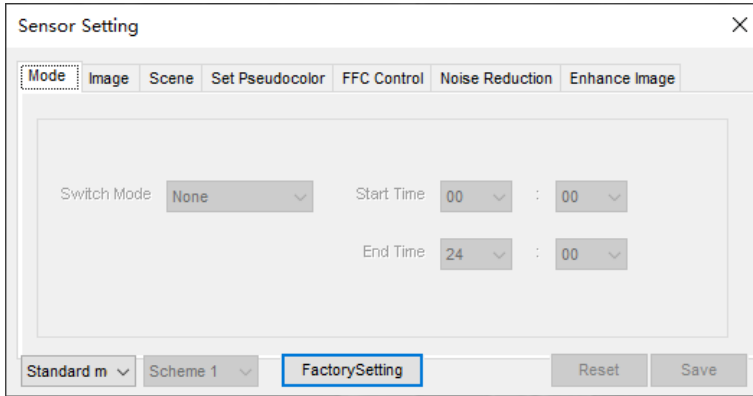 Sensor Setting
Mode Image Scene Set Pseudocolor FFC Control Noise Reduction Enhance Image
Switch Mode None Start Time 00 : 00
End Time 24 : 00
Standard m Scheme 1 FactorySetting Reset Save